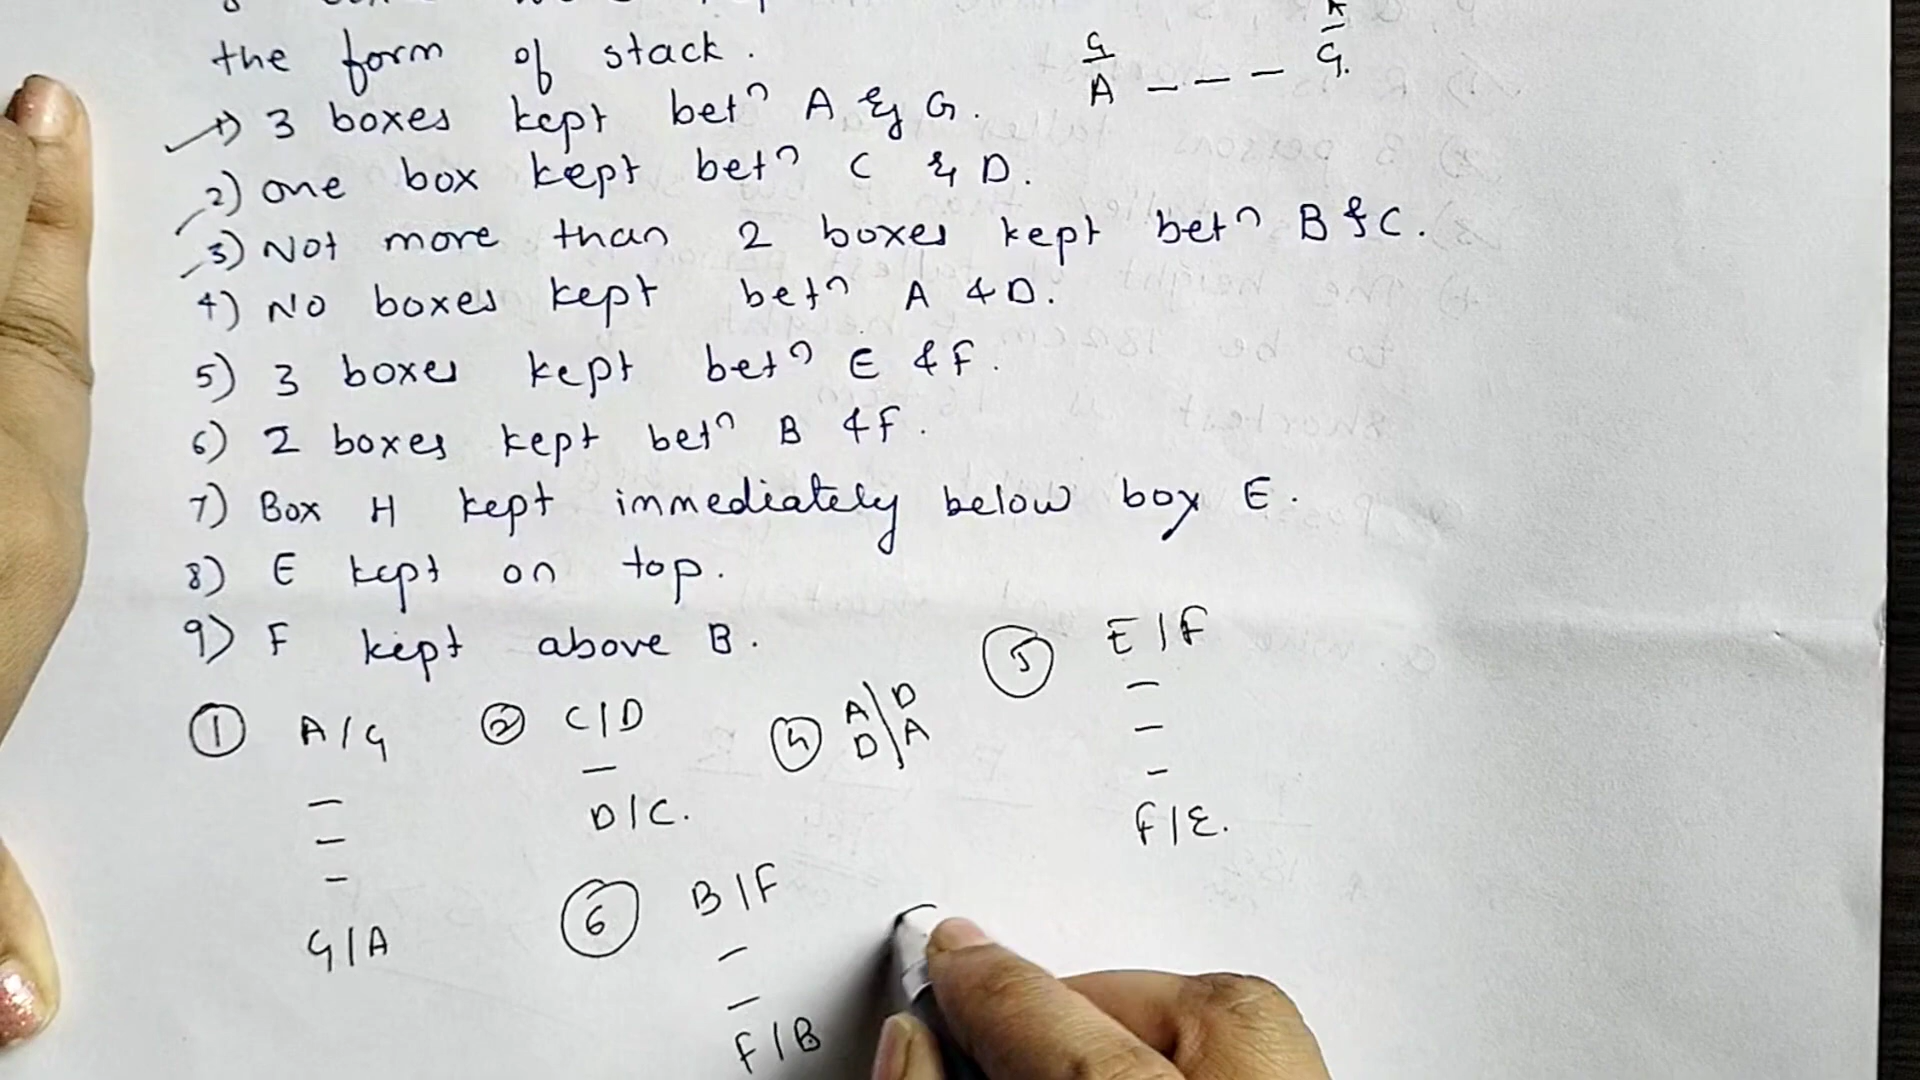 the form of stack.
1) 3 boxes kept betn A & G.
2) one box kept betn C & D.
3) Not more than 2 boxes kept betn B & C.
4) No boxes kept betn A & D.
5) 3 boxes kept betn E & F.
6) 2 boxes kept betn B & F.
7) Box H kept immediately below box E.
8) E kept on top.
9) F kept above B.
G
A _ _ _ G.
A
① A/G
_
_
_
G/A
② C/D
_
D/C.
④ A\D
D\A
⑤ E/F
_
_
_
F/E.
⑥ B/F
_
_
F/B